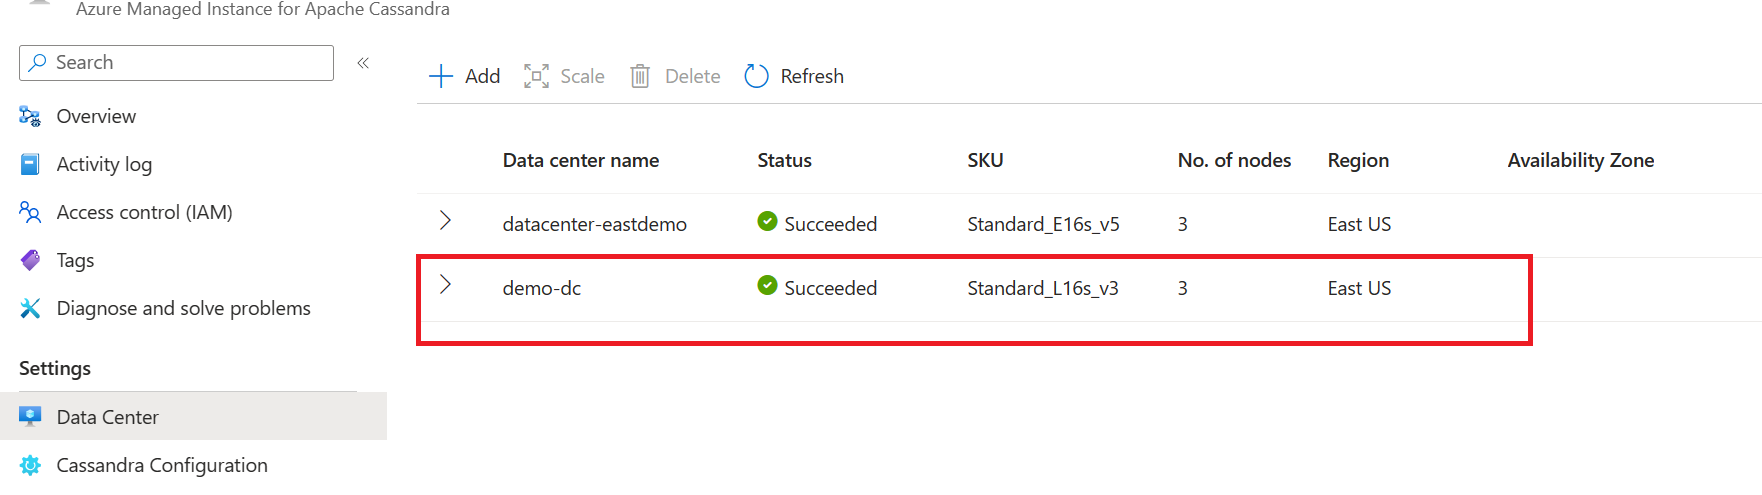 Azure Managed Instance for Apache Cassandra
Search
Overview
Activity log
Access control (IAM)
Tags
Diagnose and solve problems
Settings
Data Center
Cassandra Configuration
Add Scale Delete Refresh
Data center name Status SKU No. of nodes Region Availability Zone
datacenter-eastdemo Succeeded Standard_E16s_v5 3 East US
demo-dc Succeeded Standard_L16s_v3 3 East US